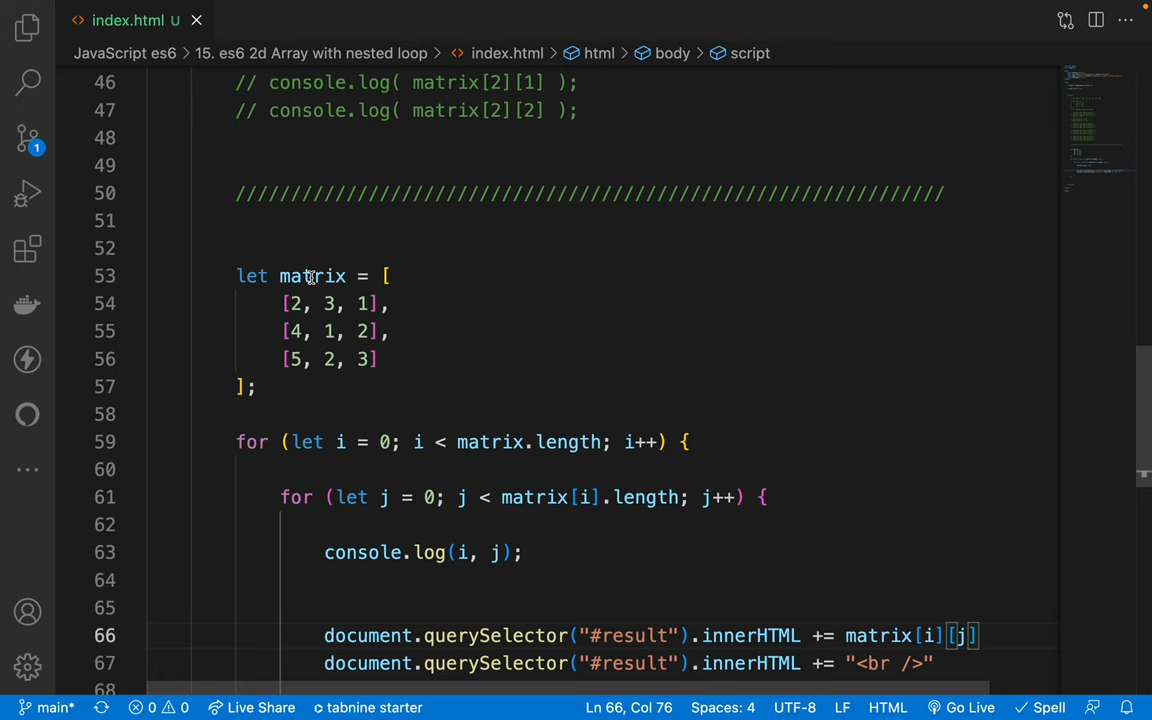 index.html U
JavaScript es6 > 15. es6 2d Array with nested loop > index.html > html > body > script
46 // console.log( matrix[2][1] );
47 // console.log( matrix[2][2] );
48
49
50 ////////////////////////////////////////////////////////////////
51
52
53 let matrix = [
54 [2, 3, 1],
55 [4, 1, 2],
56 [5, 2, 3]
57 ];
58
59 for (let i = 0; i < matrix.length; i++) {
60
61 for (let j = 0; j < matrix[i].length; j++) {
62
63 console.log(i, j);
64
65
66 document.querySelector("#result").innerHTML += matrix[i][j]
67 document.querySelector("#result").innerHTML += "<br />"
68
1
main* 0 0 Live Share tabnine starter Ln 66, Col 76 Spaces: 4 UTF-8 LF HTML Go Live Spell